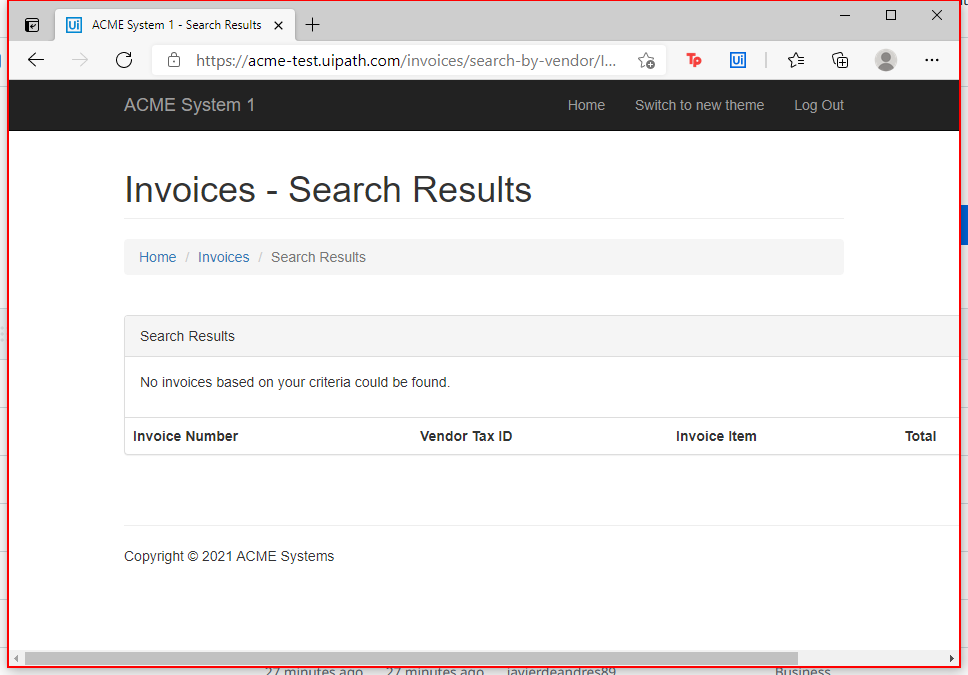 Ui ACME System 1 - Search Results
https://acme-test.uipath.com/invoices/search-by-vendor/I...
Tp Ui
ACME System 1 Home Switch to new theme Log Out
Invoices - Search Results
Home / Invoices / Search Results
Search Results
No invoices based on your criteria could be found.
Invoice Number Vendor Tax ID Invoice Item Total
Copyright © 2021 ACME Systems
27 minutes ago 27 minutes ago javierdeandres89 Business